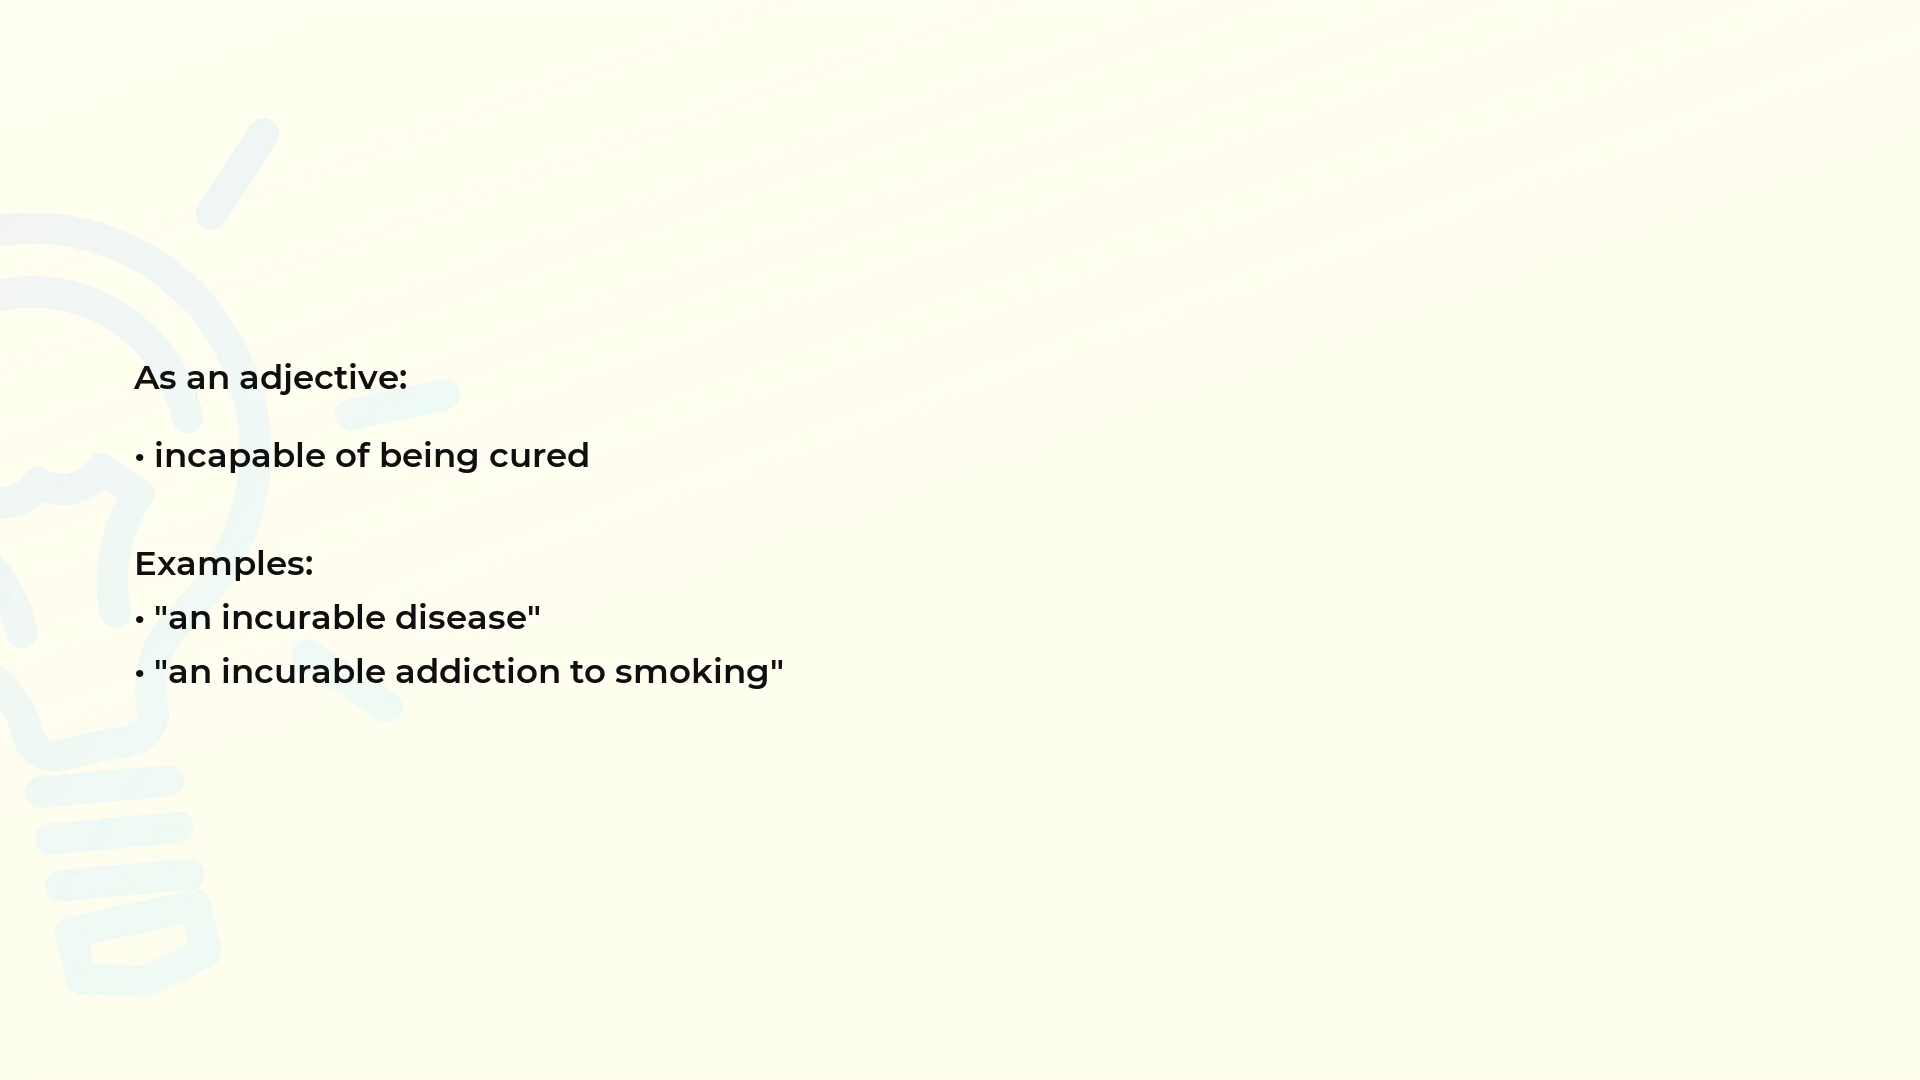 As an adjective:
• incapable of being cured
Examples:
• "an incurable disease"
• "an incurable addiction to smoking"